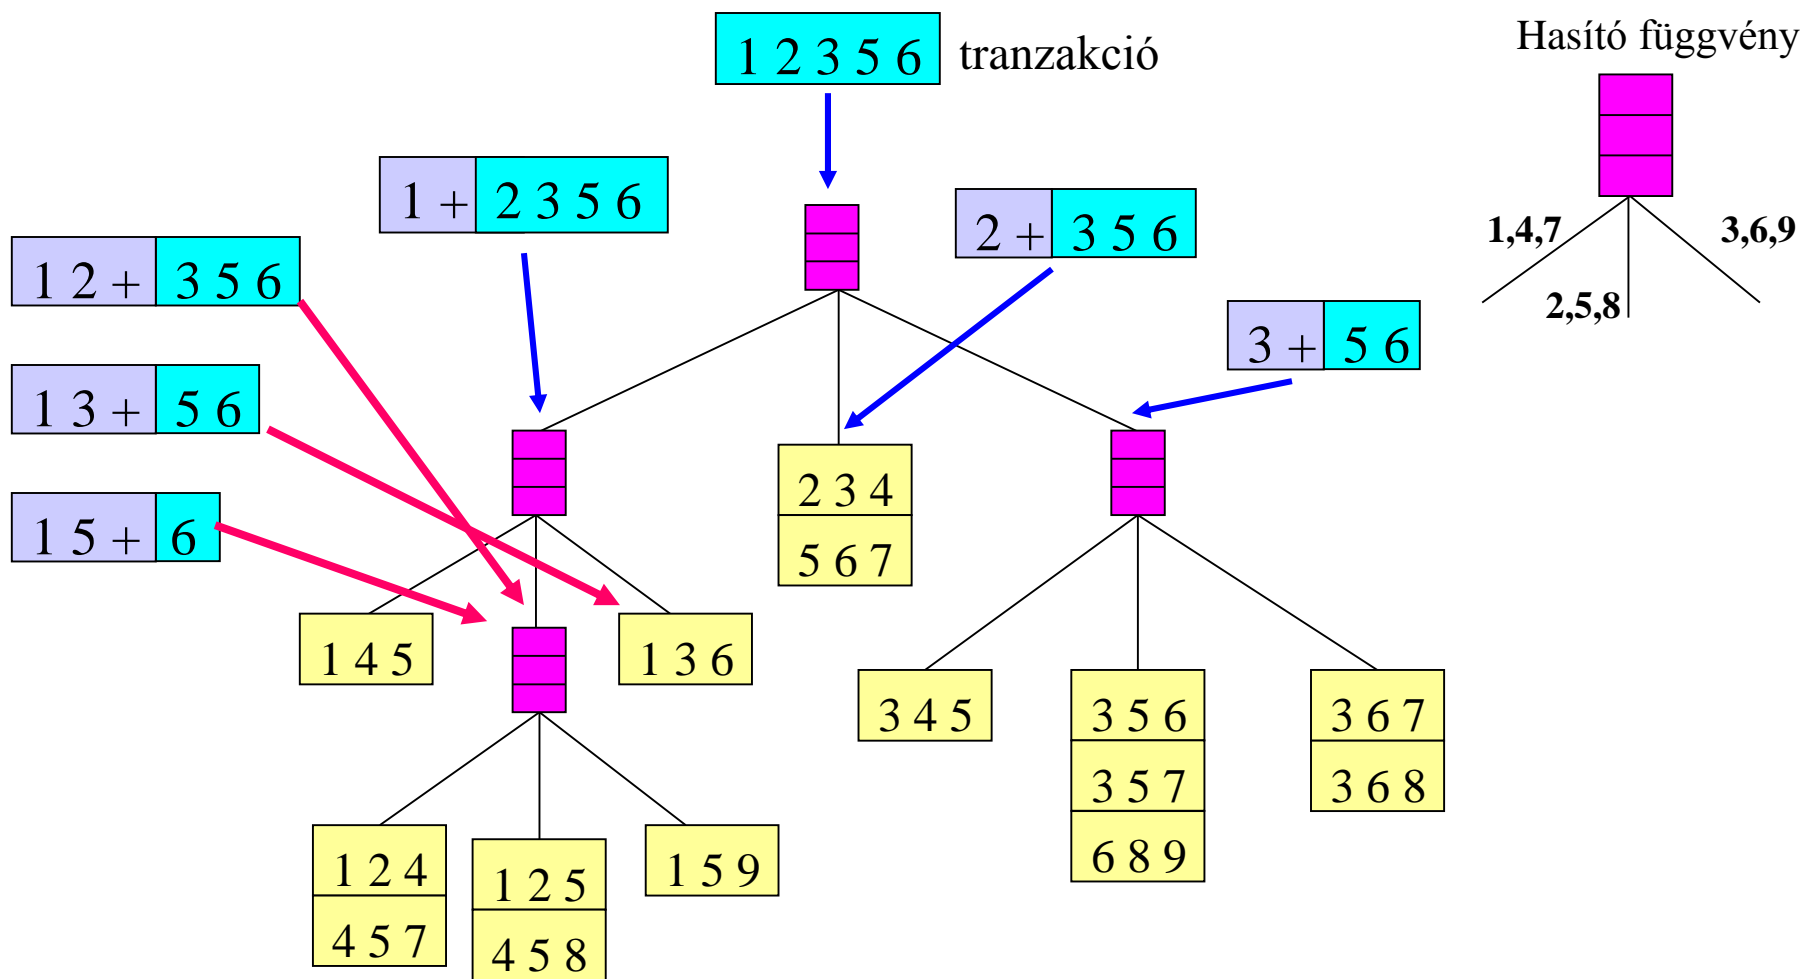 1 2 3 5 6 tranzakció
Hasító függvény
1,4,7
2,5,8
3,6,9
1 + 2 3 5 6
2 + 3 5 6
3 + 5 6
1 2 + 3 5 6
1 3 + 5 6
1 5 + 6
2 3 4
5 6 7
1 4 5
1 3 6
3 4 5
3 5 6
3 5 7
6 8 9
3 6 7
3 6 8
1 2 4
4 5 7
1 2 5
4 5 8
1 5 9